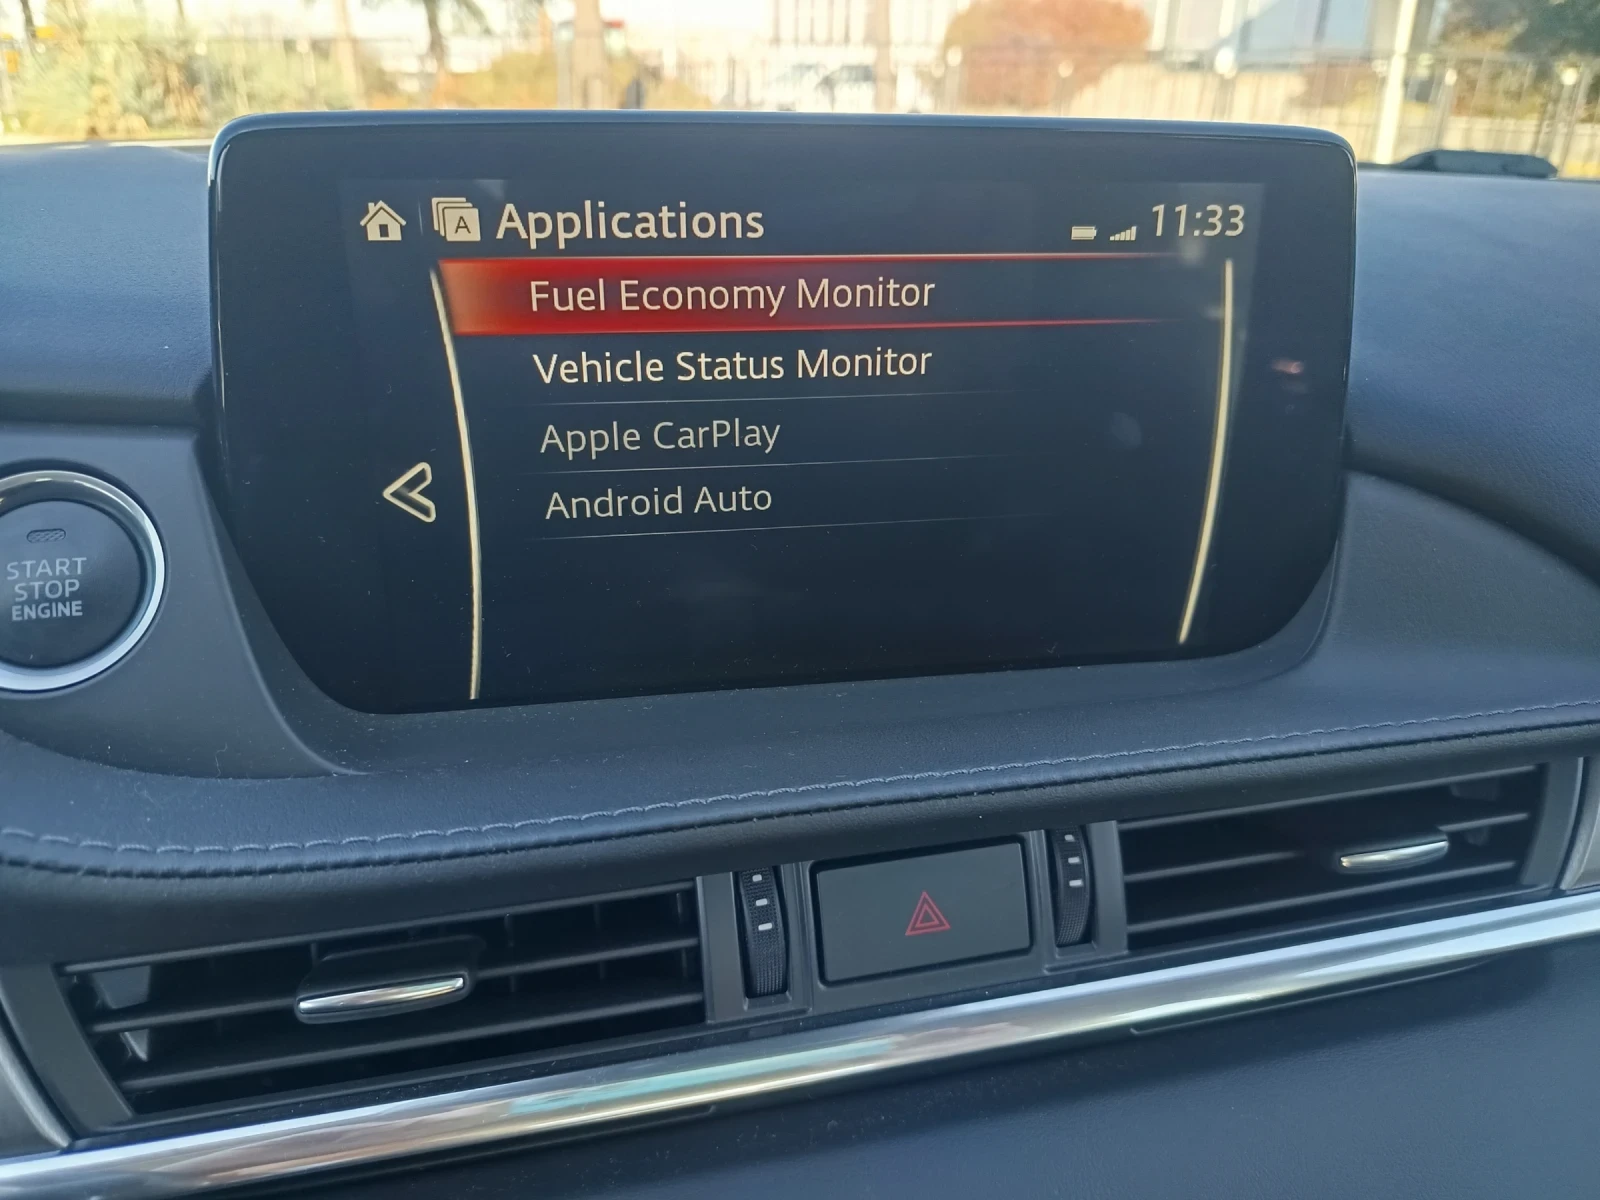 Applications
11:33
Fuel Economy Monitor
Vehicle Status Monitor
Apple CarPlay
Android Auto
START
STOP
ENGINE